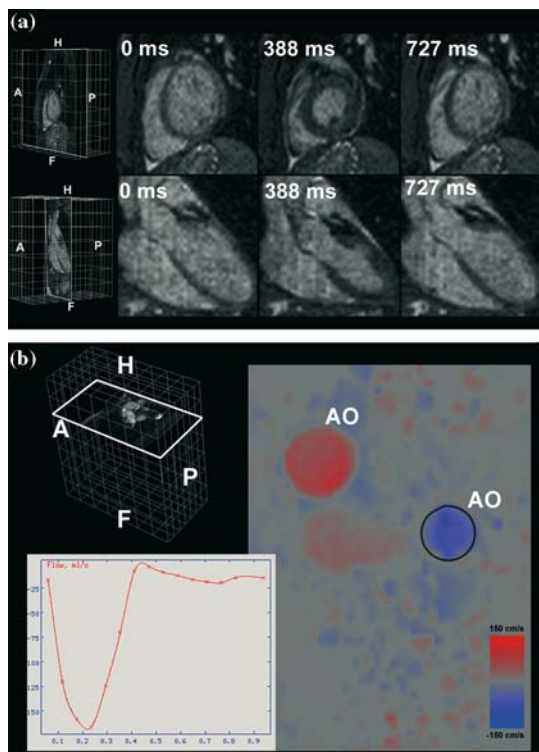 (a)
H
A
P
F
0 ms
388 ms
727 ms
H
A
P
F
0 ms
388 ms
727 ms
(b)
H
A
P
F
AO
AO
Flow, ml/s
-25
-50
-75
100
125
150
0.1 0.2 0.3 0.4 0.5 0.6 0.7 0.8 0.9
150 cm/s
-150 cm/s